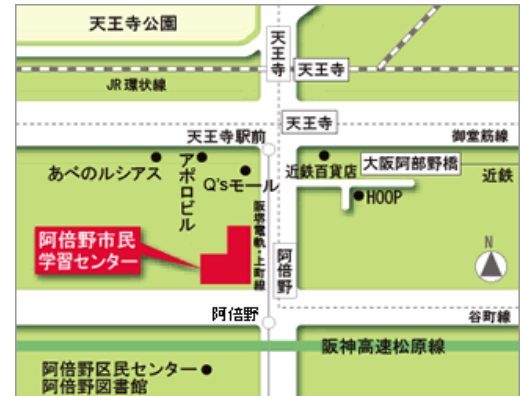 天王寺公園
天王寺
天王寺
JR環状線
天王寺
天王寺駅前
御堂筋線
あべのルシアス
アポロビル
Q'sモール
近鉄百貨店
大阪阿部野橋
近鉄
HOOP
阪堺電軌・上町線
阿倍野市民
学習センター
阿倍野
N
阿倍野
谷町線
阪神高速松原線
阿倍野区民センター
阿倍野図書館